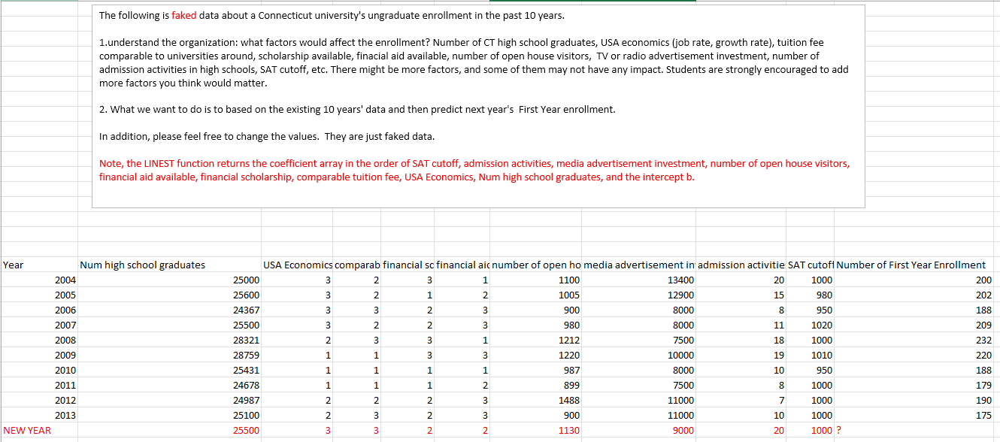 The following is faked data about a Connecticut university's ungraduate enrollment in the past 10 years.
1.understand the organization: what factors would affect the enrollment? Number of CT high school graduates, USA economics (job rate, growth rate), tuition fee
comparable to universities around, scholarship available, finacial aid available, number of open house visitors, TV or radio advertisement investment, number of
admission activities in high schools, SAT cutoff, etc. There might be more factors, and some of them may not have any impact. Students are strongly encouraged to add
more factors you think would matter.
2. What we want to do is to based on the existing 10 years' data and then predict next year's First Year enrollment.
In addition, please feel free to change the values. They are just faked data.
Note, the LINEST function returns the coefficient array in the order of SAT cutoff, admission activities, media advertisement investment, number of open house visitors,
financial aid available, financial scholarship, comparable tuition fee, USA Economics, Num high school graduates, and the intercept b.
Year Num high school graduates USA Economics comparab financial sc financial aic number of open ho media advertisement in admission activitie SAT cutoff Number of First Year Enrollment
2004 25000 3 2 3 1 1100 13400 20 1000 200
2005 25600 3 2 1 2 1005 12900 15 980 202
2006 24367 3 3 2 3 900 8000 8 950 188
2007 25500 3 2 2 3 980 8000 11 1020 209
2008 28321 2 3 3 1 1212 7500 18 1000 232
2009 28759 1 1 3 3 1220 10000 19 1010 220
2010 25431 1 1 1 1 987 8000 10 950 188
2011 24678 1 1 1 2 899 7500 8 1000 179
2012 24987 2 2 2 3 1488 11000 7 1000 190
2013 25100 2 3 2 3 900 11000 10 1000 175
NEW YEAR 25500 3 3 2 2 1130 9000 20 1000 ?